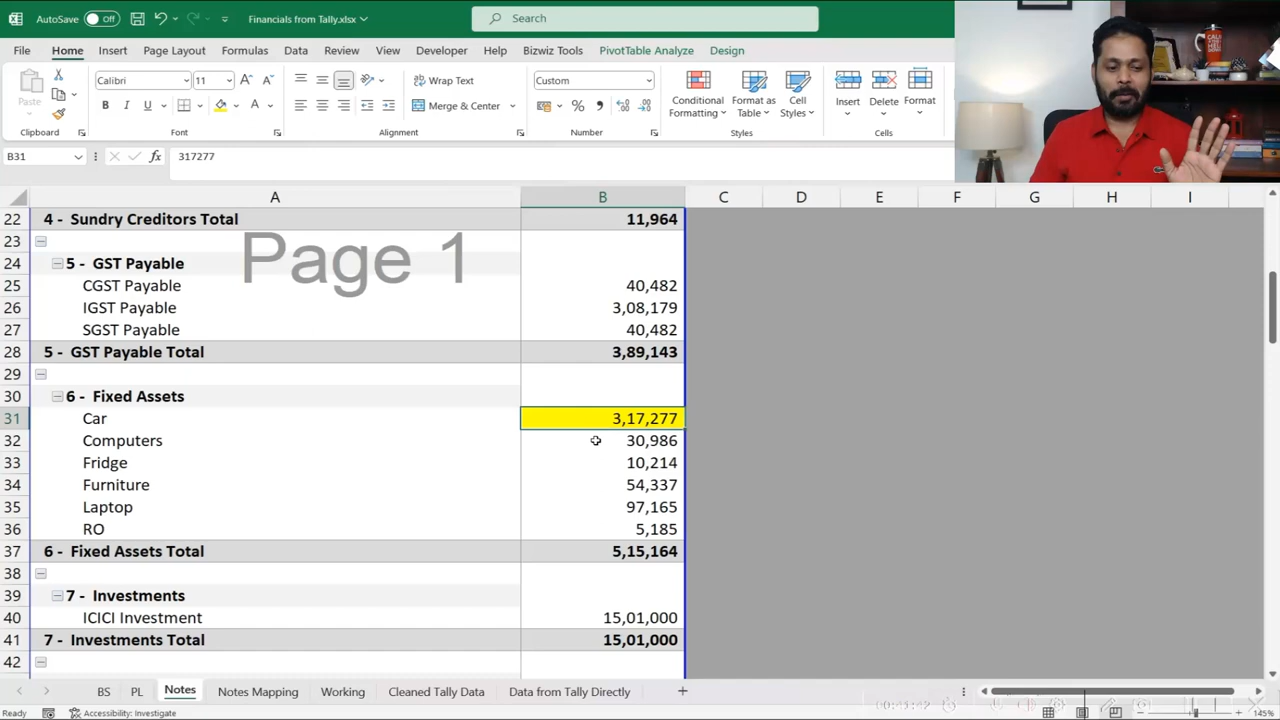 AutoSave Off Financials from Tally.xlsx Search
File Home Insert Page Layout Formulas Data Review View Developer Help Bizwiz Tools PivotTable Analyze Design
Paste Calibri 11 A A Wrap Text Custom Conditional Formatting Format as Table Cell Styles Insert Delete Format
B I U A Merge & Center %
Clipboard Font Alignment Number Styles Cells
B31 fx 317277
A B C D E F G H I
22 4 - Sundry Creditors Total 11,964
23
Page 1
24 5 - GST Payable
25 CGST Payable 40,482
26 IGST Payable 3,08,179
27 SGST Payable 40,482
28 5 - GST Payable Total 3,89,143
29
30 6 - Fixed Assets
31 Car 3,17,277
32 Computers 30,986
33 Fridge 10,214
34 Furniture 54,337
35 Laptop 97,165
36 RO 5,185
37 6 - Fixed Assets Total 5,15,164
38
39 7 - Investments
40 ICICI Investment 15,01,000
41 7 - Investments Total 15,01,000
42
BS PL Notes Notes Mapping Working Cleaned Tally Data Data from Tally Directly
Ready Accessibility: Investigate 145%